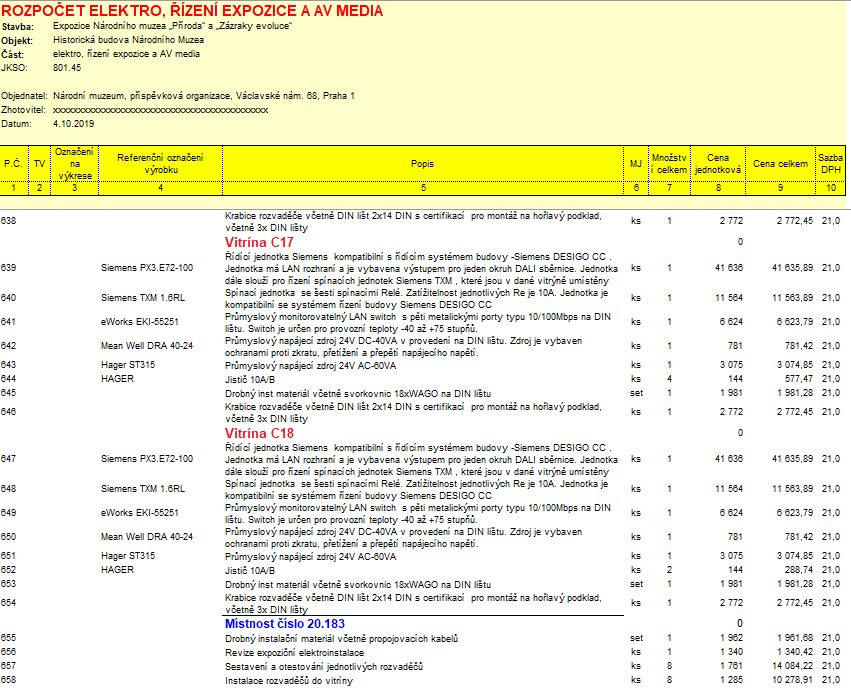 ROZPOČET ELEKTRO, ŘÍZENÍ EXPOZICE A AV MEDIA
Stavba: Expozice Národního muzea „Příroda“ a „Zázraky evoluce“
Objekt: Historická budova Národního Muzea
Část: elektro, řízení expozice a AV media
JKSO: 801.45
Objednatel: Národní muzeum, příspěvková organizace, Václavské nám. 68, Praha 1
Zhotovitel: xxxxxxxxxxxxxxxxxxxxxxxxxxxxxxxxxxxxxxxxxxx
Datum: 4.10.2019
P.Č. TV Označení na výkrese Referenční označení výrobku Popis MJ Množství celkem Cena jednotková Cena celkem Sazba DPH
1 2 3 4 5 6 7 8 9 10
638 Krabice rozvaděče včetně DIN lišt 2x14 DIN s certifikací pro montáž na hořlavý podklad, ks 1 2 772 2 772,45 21,0
včetně 3x DIN lišty
Vitrína C17 0
Řídící jednotka Siemens kompatibilní s řídícím systémem budovy -Siemens DESIGO CC .
639 Siemens PX3.E72-100 Jednotka má LAN rozhraní a je vybavena výstupem pro jeden okruh DALI sběrnice. Jednotka ks 1 41 636 41 635,89 21,0
dále slouží pro řízení spínacích jednotek Siemens TXM , které jsou v dané vitrýně umístěny
640 Siemens TXM 1.6RL Spínací jednotka se šesti spínacími Relé. Zatížitelnost jednotlivých Re je 10A. Jednotka je ks 1 11 564 11 563,89 21,0
kompatibilní se systémem řízení budovy Siemens DESIGO CC
641 eWorks EKI-55251 Průmyslový monitorovatelný LAN switch s pěti metalickými porty typu 10/100Mbps na DIN ks 1 6 624 6 623,79 21,0
lištu. Switch je určen pro provozní teploty -40 až +75 stupňů.
642 Mean Well DRA 40-24 Průmyslový napájecí zdroj 24V DC-40VA v provedení na DIN lištu. Zdroj je vybaven ks 1 781 781,42 21,0
ochranami proti zkratu, přetížení a přepětí napájecího napětí.
643 Hager ST315 Průmyslový napájecí zdroj 24V AC-60VA ks 1 3 075 3 074,85 21,0
644 HAGER Jistič 10A/B ks 4 144 577,47 21,0
645 Drobný inst materiál včetně svorkovnic 18xWAGO na DIN lištu set 1 1 981 1 981,28 21,0
646 Krabice rozvaděče včetně DIN lišt 2x14 DIN s certifikací pro montáž na hořlavý podklad, ks 1 2 772 2 772,45 21,0
včetně 3x DIN lišty
Vitrína C18 0
Řídící jednotka Siemens kompatibilní s řídícím systémem budovy -Siemens DESIGO CC .
647 Siemens PX3.E72-100 Jednotka má LAN rozhraní a je vybavena výstupem pro jeden okruh DALI sběrnice. Jednotka ks 1 41 636 41 635,89 21,0
dále slouží pro řízení spínacích jednotek Siemens TXM , které jsou v dané vitrýně umístěny
648 Siemens TXM 1.6RL Spínací jednotka se šesti spínacími Relé. Zatížitelnost jednotlivých Re je 10A. Jednotka je ks 1 11 564 11 563,89 21,0
kompatibilní se systémem řízení budovy Siemens DESIGO CC
649 eWorks EKI-55251 Průmyslový monitorovatelný LAN switch s pěti metalickými porty typu 10/100Mbps na DIN ks 1 6 624 6 623,79 21,0
lištu. Switch je určen pro provozní teploty -40 až +75 stupňů.
650 Mean Well DRA 40-24 Průmyslový napájecí zdroj 24V DC-40VA v provedení na DIN lištu. Zdroj je vybaven ks 1 781 781,42 21,0
ochranami proti zkratu, přetížení a přepětí napájecího napětí.
651 Hager ST315 Průmyslový napájecí zdroj 24V AC-60VA ks 1 3 075 3 074,85 21,0
652 HAGER Jistič 10A/B ks 2 144 288,74 21,0
653 Drobný inst materiál včetně svorkovnic 18xWAGO na DIN lištu set 1 1 981 1 981,28 21,0
654 Krabice rozvaděče včetně DIN lišt 2x14 DIN s certifikací pro montáž na hořlavý podklad, ks 1 2 772 2 772,45 21,0
včetně 3x DIN lišty
Místnost číslo 20.183 0
655 Drobný instalační materiál včetně propojovacích kabelů set 1 1 962 1 961,68 21,0
656 Revize expoziční elektroinstalace ks 1 1 340 1 340,42 21,0
657 Sestavení a otestování jednotlivých rozvaděčů ks 8 1 761 14 084,22 21,0
658 Instalace rozvaděčů do vitríny ks 8 1 285 10 278,91 21,0